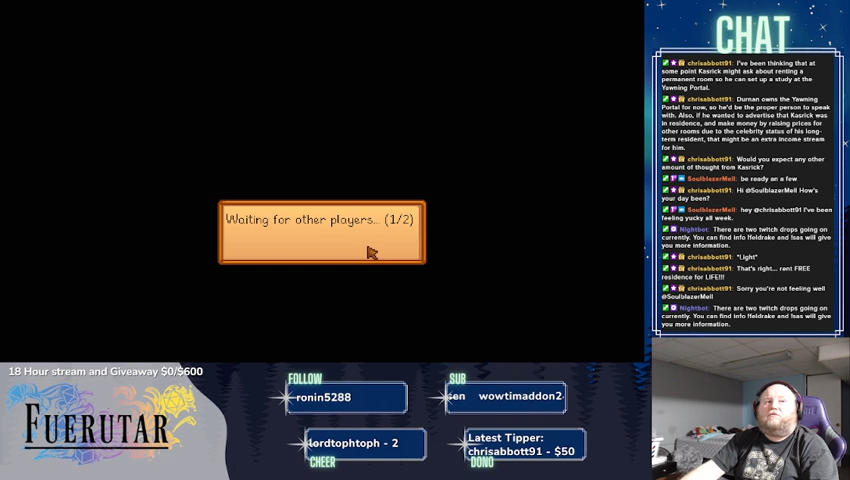 CHAT
chrisabbott91: I've been thinking that at
some point Kasrick might ask about renting a
permanent room so he can set up a study at the
Yawning Portal.
chrisabbott91: Durnan owns the Yawning
Portal for now, so he'd be the proper person to speak
with. Also, if he wanted to advertise that Kasrick was
in residence, and make money by raising prices for
other rooms due to the celebrity status of his long-
term resident, that might be an extra income stream
for him.
chrisabbott91: Would you expect any other
amount of thought from Kasrick?
SoulblazerMell: be ready an a few
chrisabbott91: Hi @SoulblazerMell How's
your day been?
SoulblazerMell: hey @chrisabbott91 I've been
feeling yucky all week.
Nightbot: There are two twitch drops going on
currently. You can find info !feldrake and !isas will give
you more information.
chrisabbott91: *Light*
chrisabbott91: That's right... rent FREE
residence for LIFE!!!
chrisabbott91: Sorry you're not feeling well
@SoulblazerMell
Nightbot: There are two twitch drops going on
currently. You can find info !feldrake and !isas will give
you more information.
Waiting for other players... (1/2)
18 Hour stream and Giveaway $0/$600
FUERUTAR
FOLLOW
ronin5288
SUB
sen wowtimaddon2
lordtophtoph - 2
CHEER
Latest Tipper:
chrisabbott91 - $50
DONO